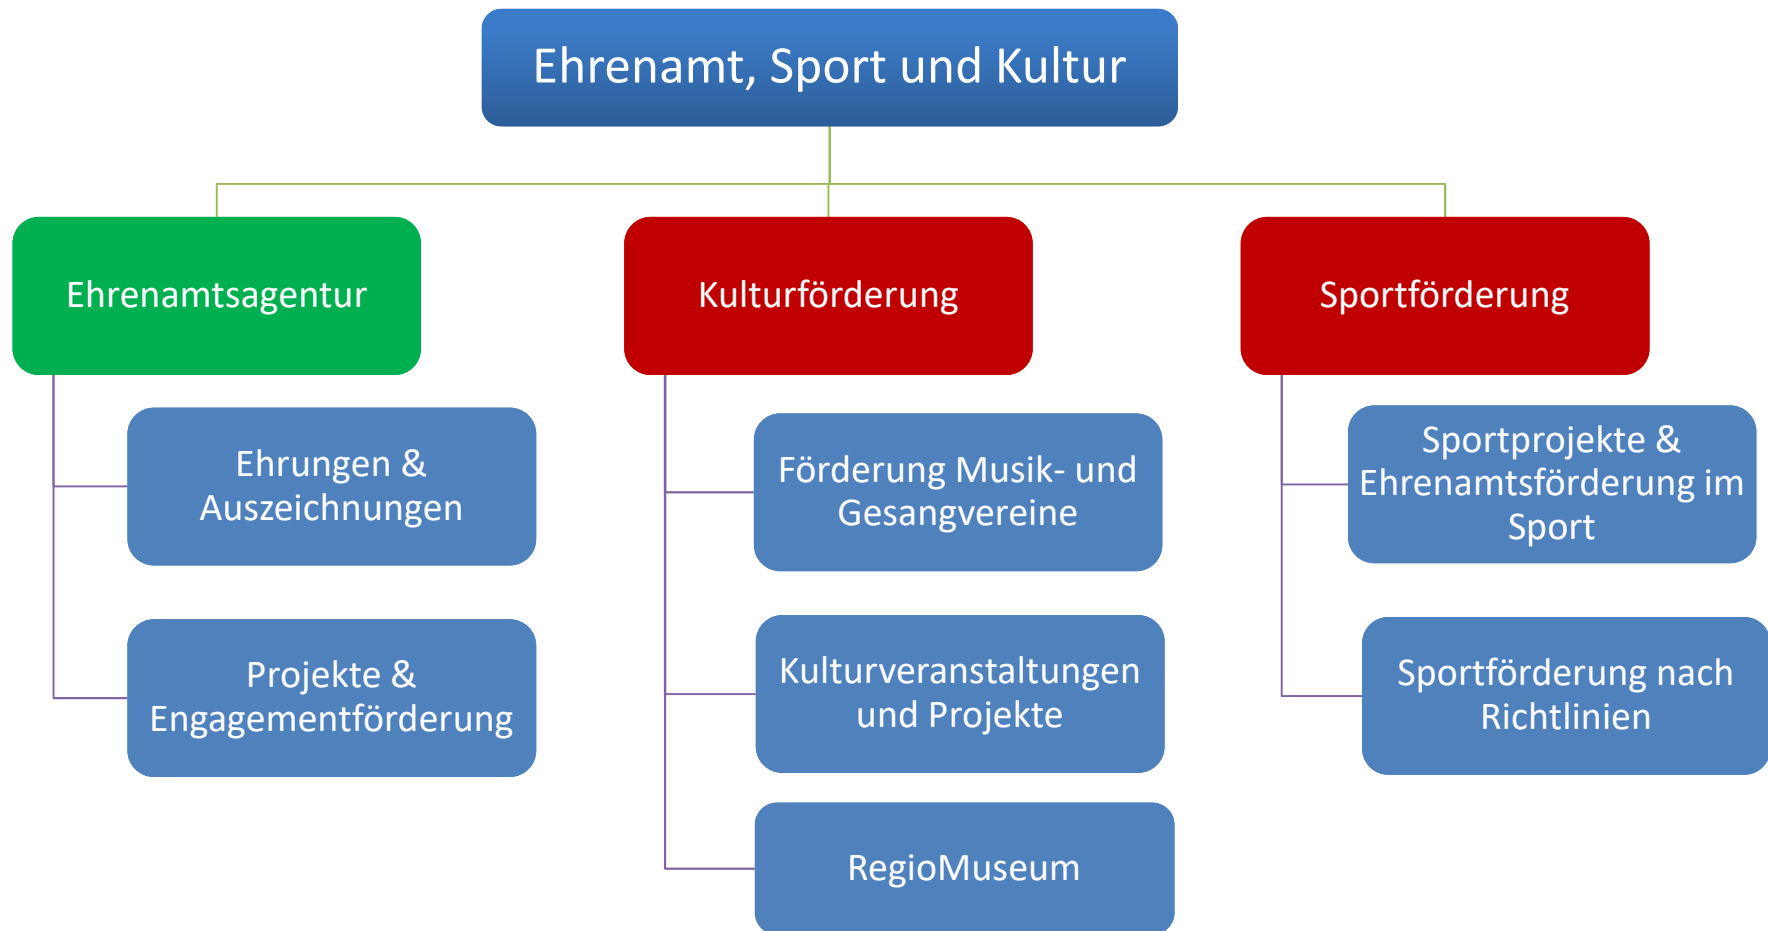 Ehrenamt, Sport und Kultur
Ehrenamtsagentur
Kulturförderung
Sportförderung
Ehrungen &
Auszeichnungen
Projekte &
Engagementförderung
Förderung Musik- und
Gesangvereine
Kulturveranstaltungen
und Projekte
RegioMuseum
Sportprojekte &
Ehrenamtsförderung im
Sport
Sportförderung nach
Richtlinien